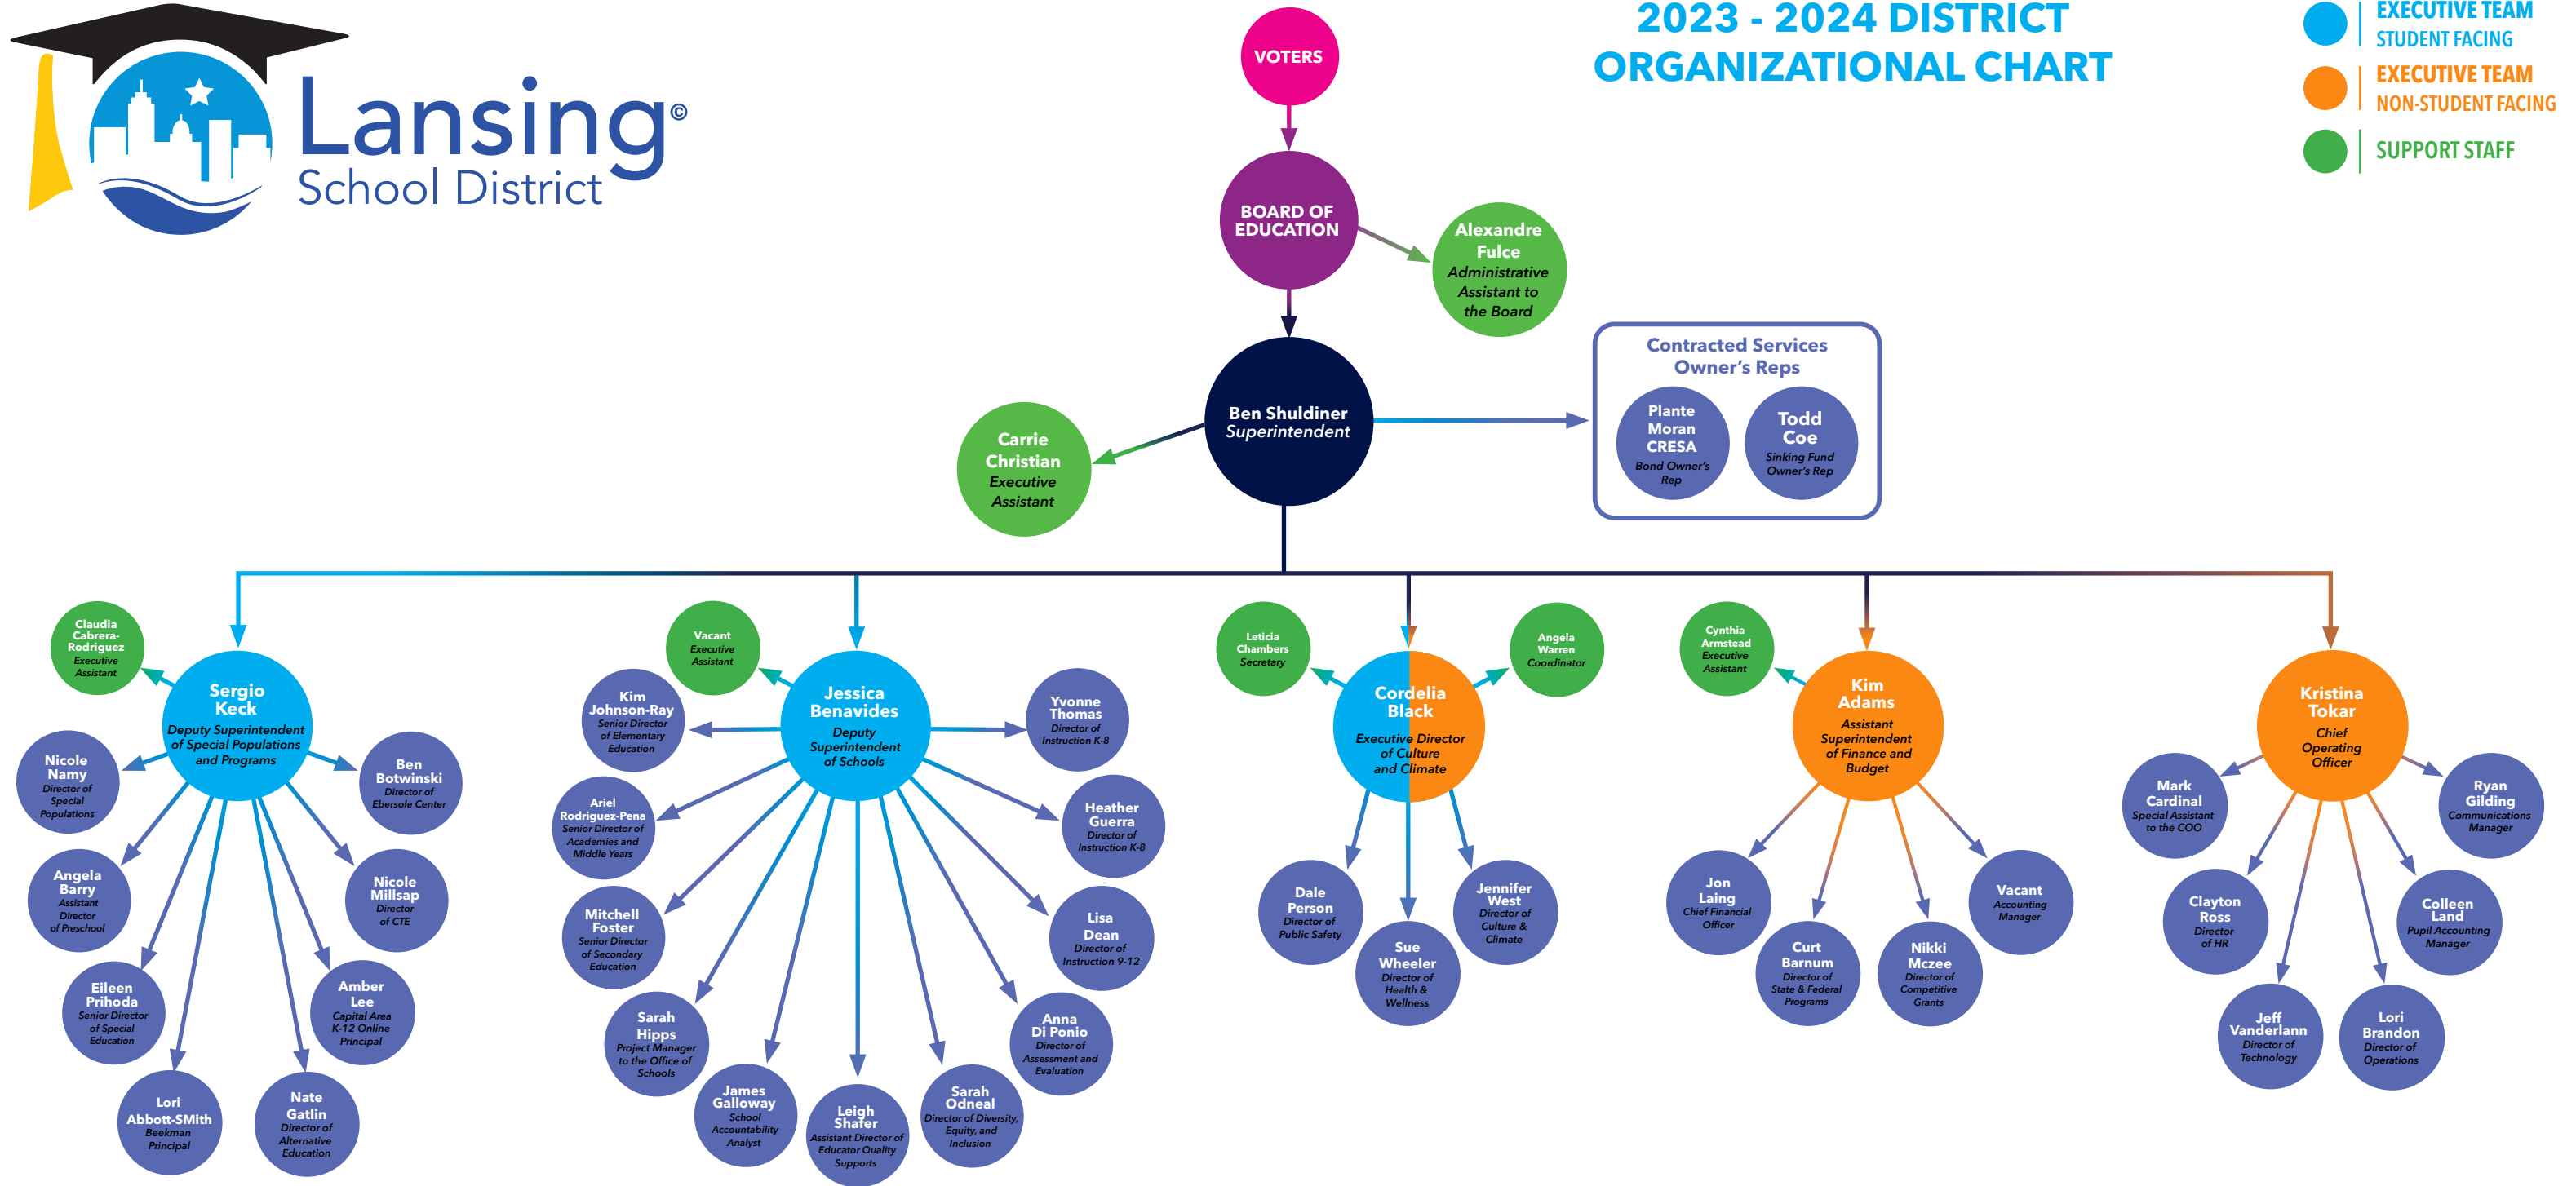 Lansing©
School District
VOTERS
2023 - 2024 DISTRICT
ORGANIZATIONAL CHART
EXECUTIVE TEAM
STUDENT FACING
EXECUTIVE TEAM
NON-STUDENT FACING
SUPPORT STAFF
BOARD OF
EDUCATION
Alexandre
Fulce
Administrative
Assistant to
the Board
Ben Shuldiner
Superintendent
Carrie
Christian
Executive
Assistant
Contracted Services
Owner's Reps
Plante
Moran
CRESA
Bond Owner's
Rep
Todd
Coe
Sinking Fund
Owner's Rep
Claudia
Cabrera-
Rodriguez
Executive
Assistant
Sergio
Keck
Deputy Superintendent
of Special Populations
and Programs
Nicole
Namy
Director of
Special
Populations
Angela
Barry
Assistant
Director
of Preschool
Eileen
Prihoda
Senior Director
of Special
Education
Lori
Abbott-SMith
Beekman
Principal
Nate
Gatlin
Director of
Alternative
Education
Amber
Lee
Capital Area
K-12 Online
Principal
Nicole
Millsap
Director
of CTE
Ben
Botwinski
Director of
Ebersole Center
Vacant
Executive
Assistant
Jessica
Benavides
Deputy
Superintendent
of Schools
Kim
Johnson-Ray
Senior Director
of Elementary
Education
Ariel
Rodriguez-Pena
Senior Director of
Academies and
Middle Years
Mitchell
Foster
Senior Director
of Secondary
Education
Sarah
Hipps
Project Manager
to the Office of
Schools
James
Galloway
School
Accountability
Analyst
Leigh
Shafer
Assistant Director of
Educator Quality
Supports
Sarah
Odneal
Director of Diversity,
Equity, and
Inclusion
Anna
Di Ponio
Director of
Assessment and
Evaluation
Lisa
Dean
Director of
Instruction 9-12
Heather
Guerra
Director of
Instruction K-8
Yvonne
Thomas
Director of
Instruction K-8
Leticia
Chambers
Secretary
Angela
Warren
Coordinator
Cordelia
Black
Executive Director
of Culture
and Climate
Dale
Person
Director of
Public Safety
Sue
Wheeler
Director of
Health &
Wellness
Jennifer
West
Director of
Culture &
Climate
Cynthia
Armstead
Executive
Assistant
Kim
Adams
Assistant
Superintendent
of Finance and
Budget
Jon
Laing
Chief Financial
Officer
Curt
Barnum
Director of
State & Federal
Programs
Nikki
Mczee
Director of
Competitive
Grants
Vacant
Accounting
Manager
Kristina
Tokar
Chief
Operating
Officer
Mark
Cardinal
Special Assistant
to the COO
Clayton
Ross
Director
of HR
Jeff
Vanderlann
Director of
Technology
Lori
Brandon
Director of
Operations
Colleen
Land
Pupil Accounting
Manager
Ryan
Gilding
Communications
Manager